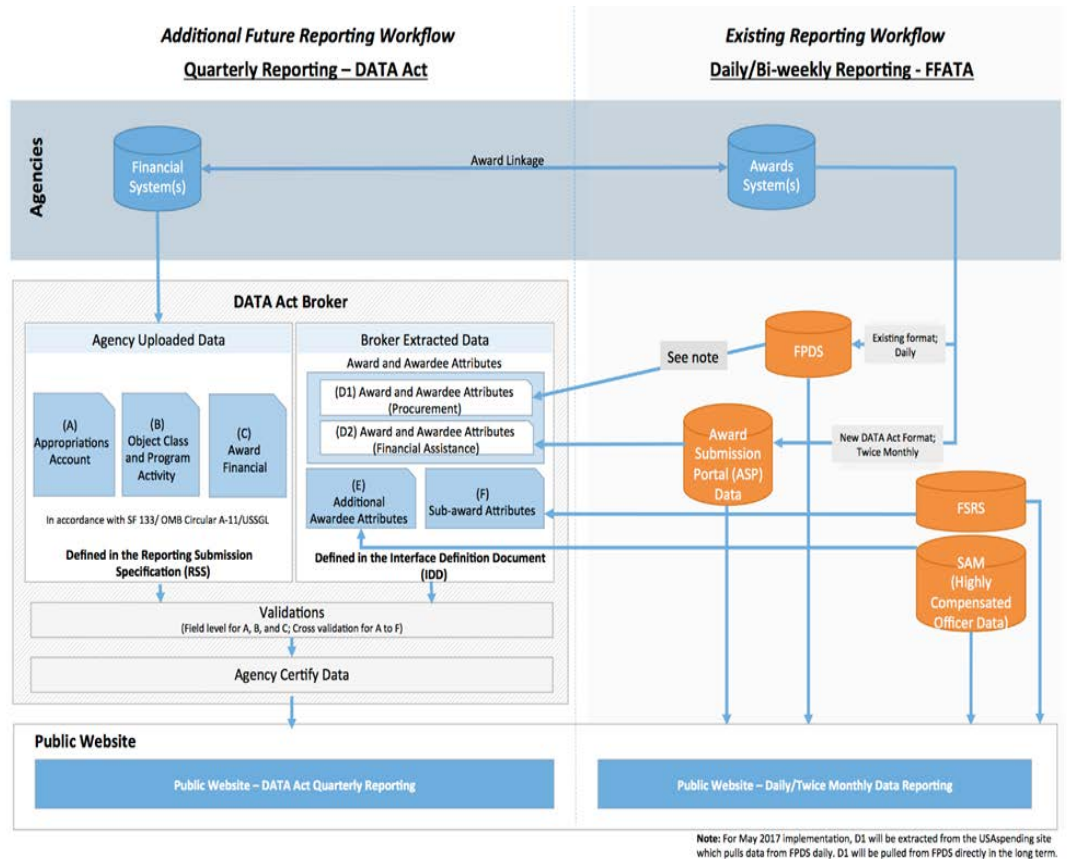 Additional Future Reporting Workflow
Quarterly Reporting – DATA Act
Existing Reporting Workflow
Daily/Bi-weekly Reporting - FFATA
Agencies
Financial
System(s)
Award Linkage
Awards
System(s)
DATA Act Broker
Agency Uploaded Data
(A)
Appropriations
Account
(B)
Object Class
and Program
Activity
(C)
Award
Financial
In accordance with SF 133/ OMB Circular A-11/USSGL
Defined in the Reporting Submission
Specification (RSS)
Broker Extracted Data
Award and Awardee Attributes
(D1) Award and Awardee Attributes
(Procurement)
(D2) Award and Awardee Attributes
(Financial Assistance)
(E)
Additional
Awardee Attributes
(F)
Sub-award Attributes
Defined in the Interface Definition Document
(IDD)
See note
FPDS
Existing format;
Daily
Award
Submission
Portal (ASP)
Data
New DATA Act Format;
Twice Monthly
FSRS
SAM
(Highly
Compensated
Officer Data)
Validations
(Field level for A, B, and C; Cross validation for A to F)
Agency Certify Data
Public Website
Public Website – DATA Act Quarterly Reporting
Public Website – Daily/Twice Monthly Data Reporting
Note: For May 2017 implementation, D1 will be extracted from the USAspending site
which pulls data from FPDS daily. D1 will be pulled from FPDS directly in the long term.